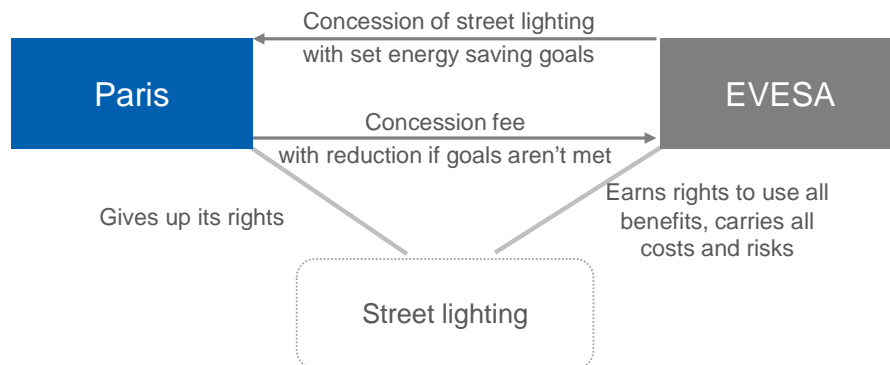 Concession of street lighting
with set energy saving goals
Paris
EVESA
Concession fee
with reduction if goals aren't met
Gives up its rights
Earns rights to use all
benefits, carries all
costs and risks
Street lighting